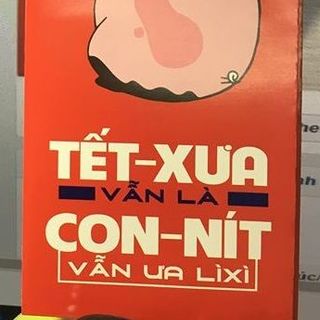 TẾT-XƯA
VẪN LÀ
CON-NÍT
VẪN ƯA LÌXÌ